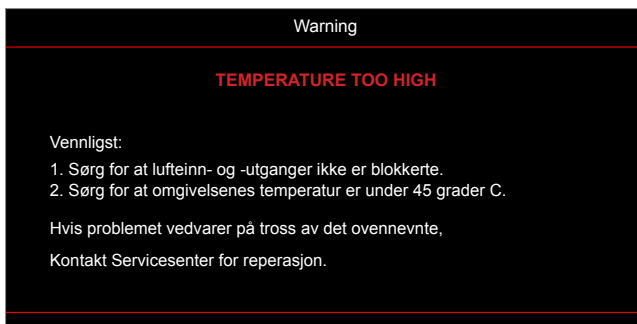 Warning
TEMPERATURE TOO HIGH
Vennligst:
1. Sørg for at lufteinn- og -utganger ikke er blokkerte.
2. Sørg for at omgivelsenes temperatur er under 45 grader C.
Hvis problemet vedvarer på tross av det ovennevnte,
Kontakt Servicesenter for reperasjon.